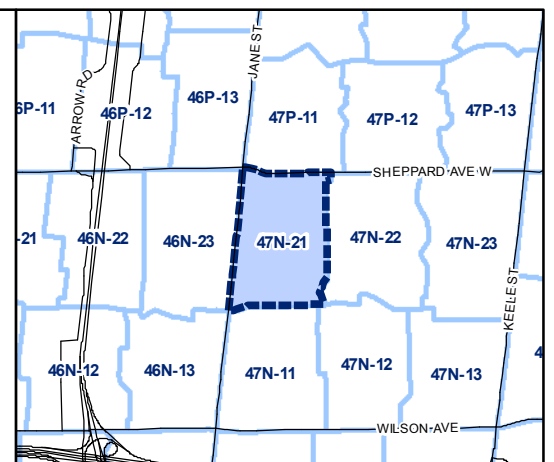 JANE ST
ARROW RD
6P-11
46P-12
46P-13
47P-11
47P-12
47P-13
SHEPPARD AVE W
-21
46N-22
46N-23
47N-21
47N-22
47N-23
KEELE ST
46N-12
46N-13
47N-11
47N-12
47N-13
4
WILSON AVE